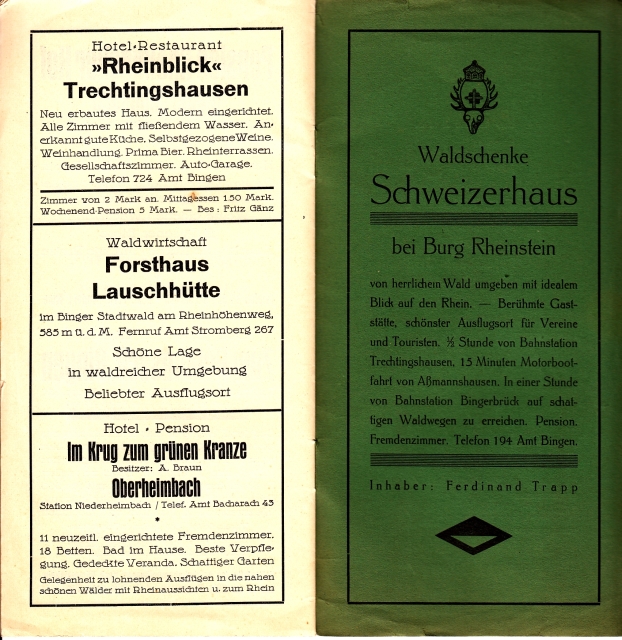 Hotel-Restaurant
»Rheinblick«
Trechtingshausen
Neu erbautes Haus. Modern eingerichtet.
Alle Zimmer mit fließendem Wasser. An-
erkannt gute Küche. Selbstgezogene Weine.
Weinhandlung. Prima Bier. Rheinterrassen.
Gesellschaftszimmer. Auto-Garage.
Telefon 724 Amt Bingen
Zimmer von 2 Mark an. Mittagessen 1.50 Mark.
Wochenend-Pension 5 Mark. — Bes: Fritz Gänz
Waldwirtschaft
Forsthaus
Lauschhütte
im Binger Stadtwald am Rheinhöhenweg,
585 m ü. d. M. Fernruf Amt Stromberg 267
Schöne Lage
in waldreicher Umgebung
Beliebter Ausflugsort
Hotel - Pension
Im Krug zum grünen Kranze
Besitzer: A. Braun
Oberheimbach
Station Niederheimbach / Telef. Amt Bacharach 43
*
11 neuzeitl. eingerichtete Fremdenzimmer.
18 Betten. Bad im Hause. Beste Verpfle-
gung. Gedeckte Veranda. Schattiger Garten
Gelegenheit zu lohnenden Ausflügen in die nahen
schönen Wälder mit Rheinaussichten u. zum Rhein
Waldschenke
Schweizerhaus
bei Burg Rheinstein
von herrlichem Wald umgeben mit idealem
Blick auf den Rhein. — Berühmte Gast-
stätte, schönster Ausflugsort für Vereine
und Touristen. ½ Stunde von Bahnstation
Trechtingshausen. 15 Minuten Motorboot-
fahrt von Aßmannshausen. In einer Stunde
von Bahnstation Bingerbrück auf schat-
tigen Waldwegen zu erreichen. Pension.
Fremdenzimmer. Telefon 194 Amt Bingen.
Inhaber: Ferdinand Trapp